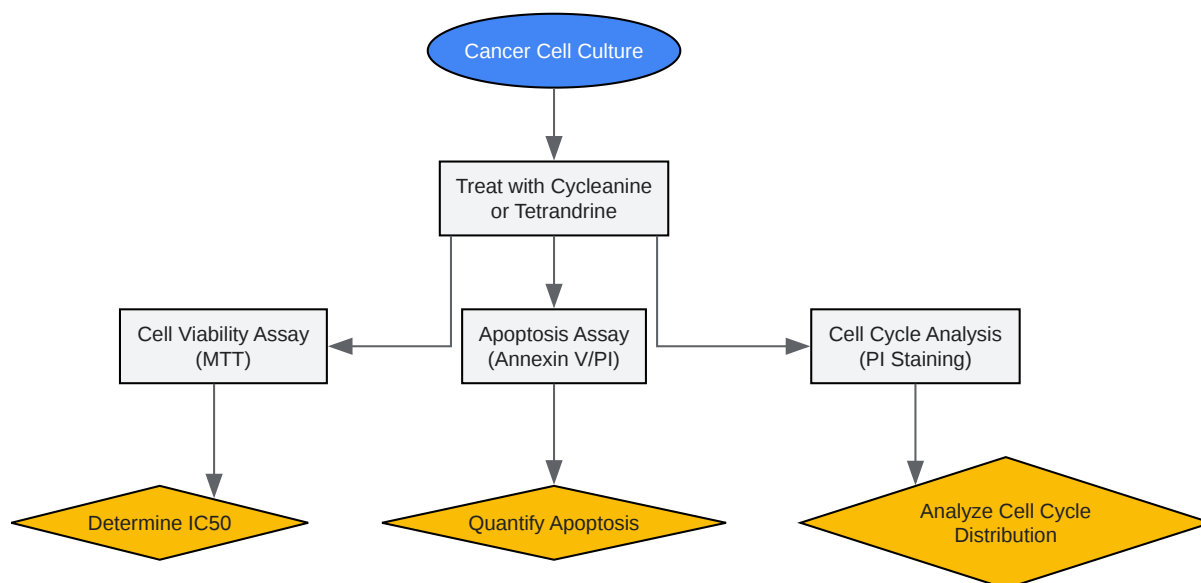 Cancer Cell Culture
Treat with Cycleanine
or Tetrandrine
Cell Viability Assay
(MTT)
Apoptosis Assay
(Annexin V/PI)
Cell Cycle Analysis
(PI Staining)
Determine IC50
Quantify Apoptosis
Analyze Cell Cycle
Distribution